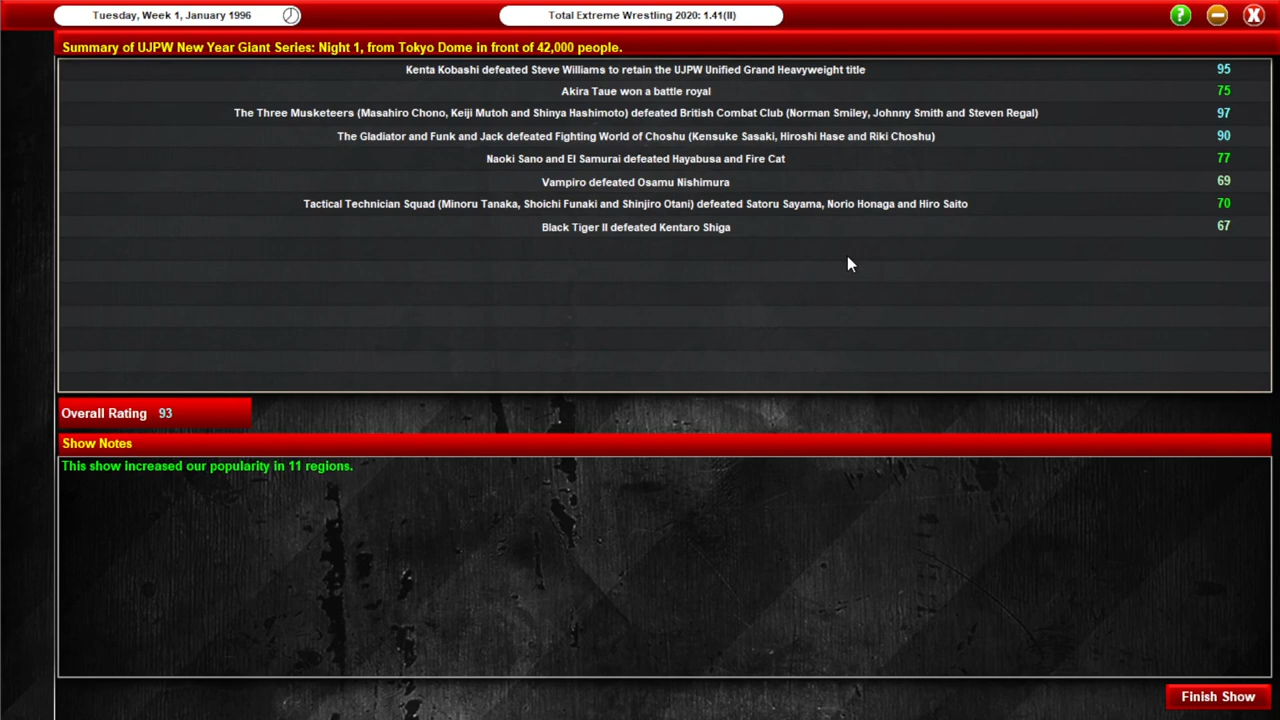 Tuesday, Week 1, January 1996
Total Extreme Wrestling 2020: 1.41(II)
?
X
Summary of UJPW New Year Giant Series: Night 1, from Tokyo Dome in front of 42,000 people.
Kenta Kobashi defeated Steve Williams to retain the UJPW Unified Grand Heavyweight title 95
Akira Taue won a battle royal 75
The Three Musketeers (Masahiro Chono, Keiji Mutoh and Shinya Hashimoto) defeated British Combat Club (Norman Smiley, Johnny Smith and Steven Regal) 97
The Gladiator and Funk and Jack defeated Fighting World of Choshu (Kensuke Sasaki, Hiroshi Hase and Riki Choshu) 90
Naoki Sano and El Samurai defeated Hayabusa and Fire Cat 77
Vampiro defeated Osamu Nishimura 69
Tactical Technician Squad (Minoru Tanaka, Shoichi Funaki and Shinjiro Otani) defeated Satoru Sayama, Norio Honaga and Hiro Saito 70
Black Tiger II defeated Kentaro Shiga 67
Overall Rating 93
Show Notes
This show increased our popularity in 11 regions.
Finish Show